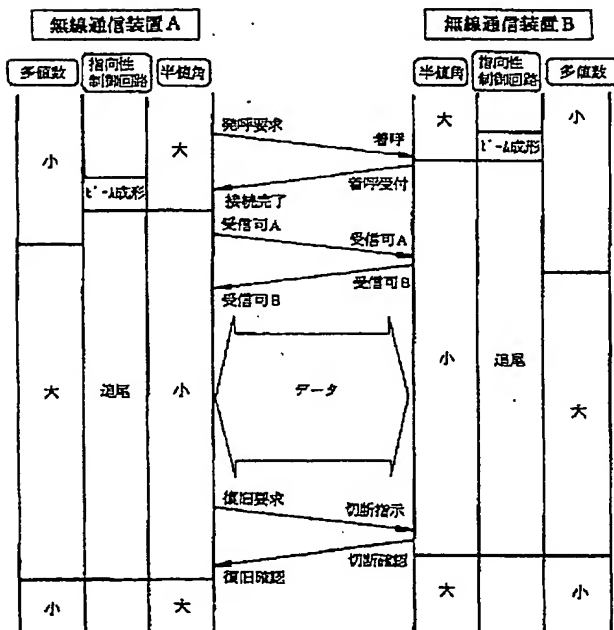 無線通信装置A
無線通信装置B
多値数
指向性
制御回路
半値角
半値角
指向性
制御回路
多値数
小
大
大
小
発呼要求
着呼
ビーム成形
ビーム成形
着呼受付
接続完了
受信可A
受信可A
受信可B
受信可B
大
追尾
小
データ
小
追尾
大
復旧要求
切断指示
切断確認
復旧確認
小
大
大
小